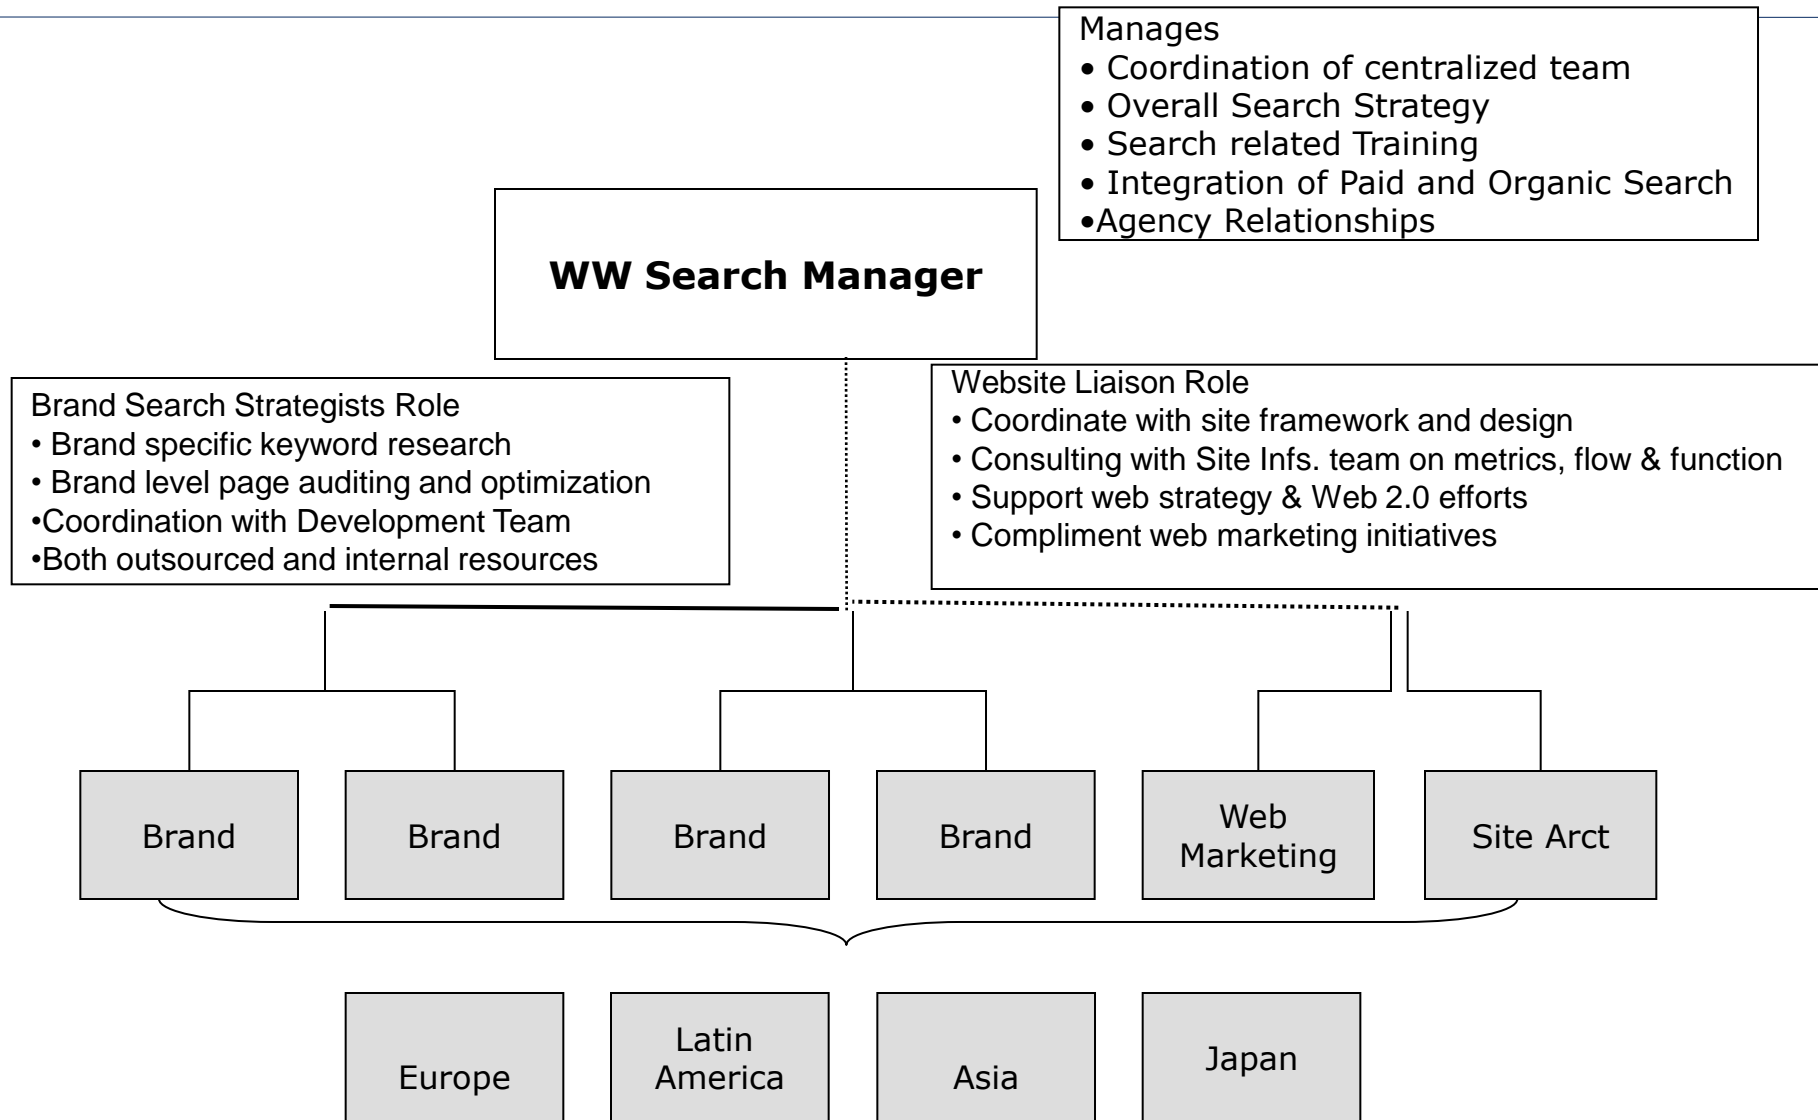 Manages
• Coordination of centralized team
• Overall Search Strategy
• Search related Training
• Integration of Paid and Organic Search
•Agency Relationships
WW Search Manager
Brand Search Strategists Role
• Brand specific keyword research
• Brand level page auditing and optimization
•Coordination with Development Team
•Both outsourced and internal resources
Website Liaison Role
• Coordinate with site framework and design
• Consulting with Site Infs. team on metrics, flow & function
• Support web strategy & Web 2.0 efforts
• Compliment web marketing initiatives
Brand
Brand
Brand
Brand
Web
Marketing
Site Arct
Europe
Latin
America
Asia
Japan